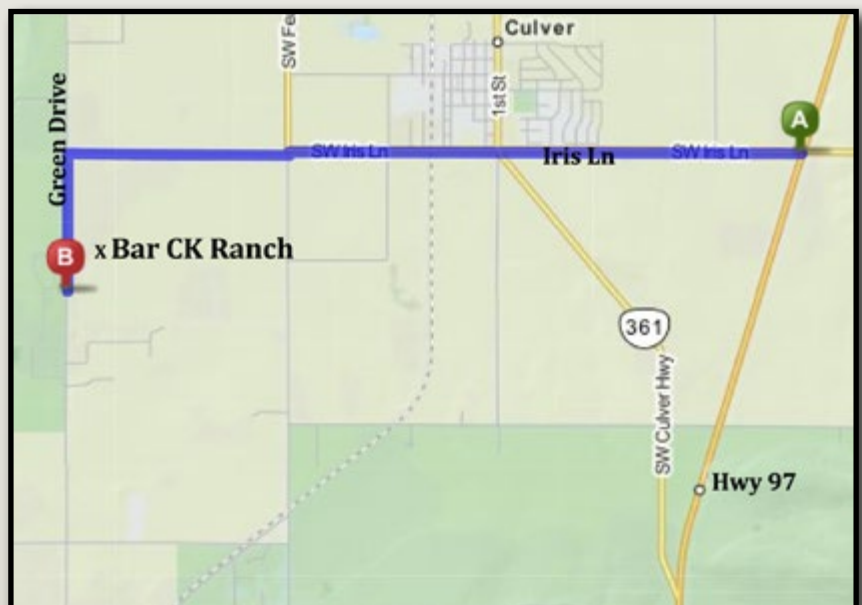 Culver
SW Fe
1st St
A
Green Drive
SW Iris Ln
Iris Ln
SW Iris Ln
B
x Bar CK Ranch
361
SW Culver Hwy
Hwy 97